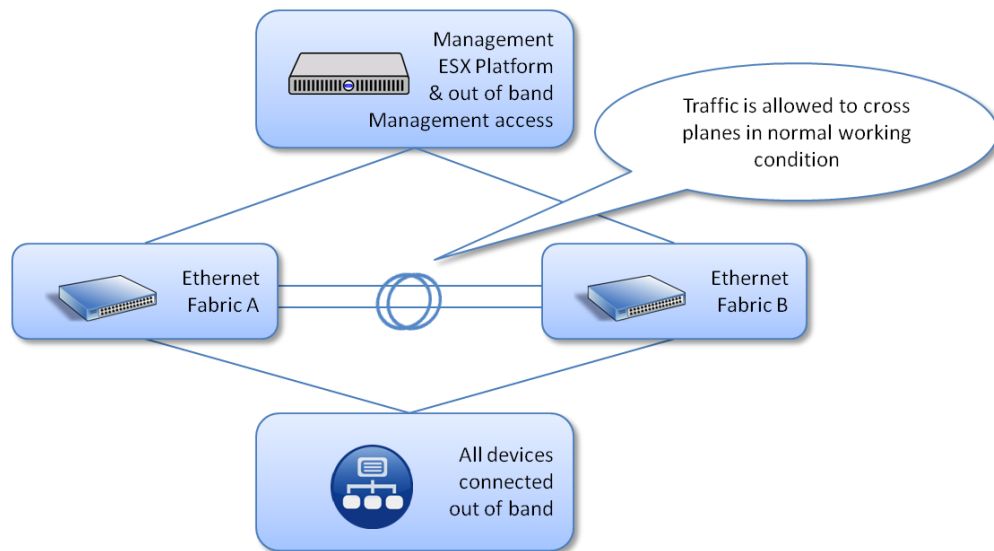 Management
ESX Platform
& out of band
Management access
Traffic is allowed to cross
planes in normal working
condition
Ethernet
Fabric A
Ethernet
Fabric B
All devices
connected
out of band